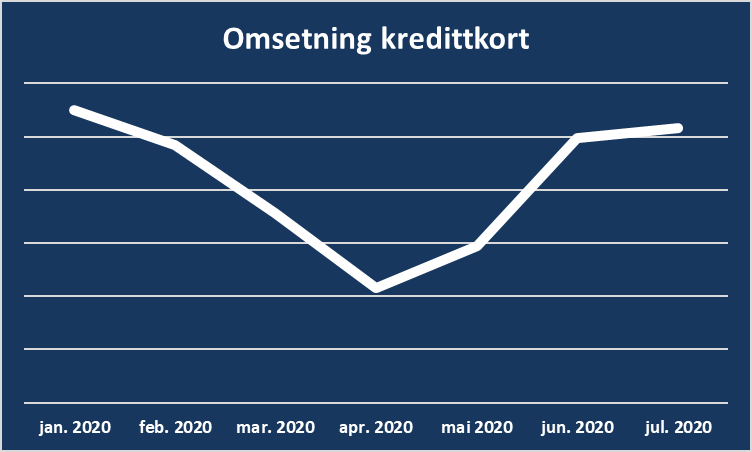 Omsetning kredittkort
jan. 2020 feb. 2020 mar. 2020 apr. 2020 mai 2020 jun. 2020 jul. 2020